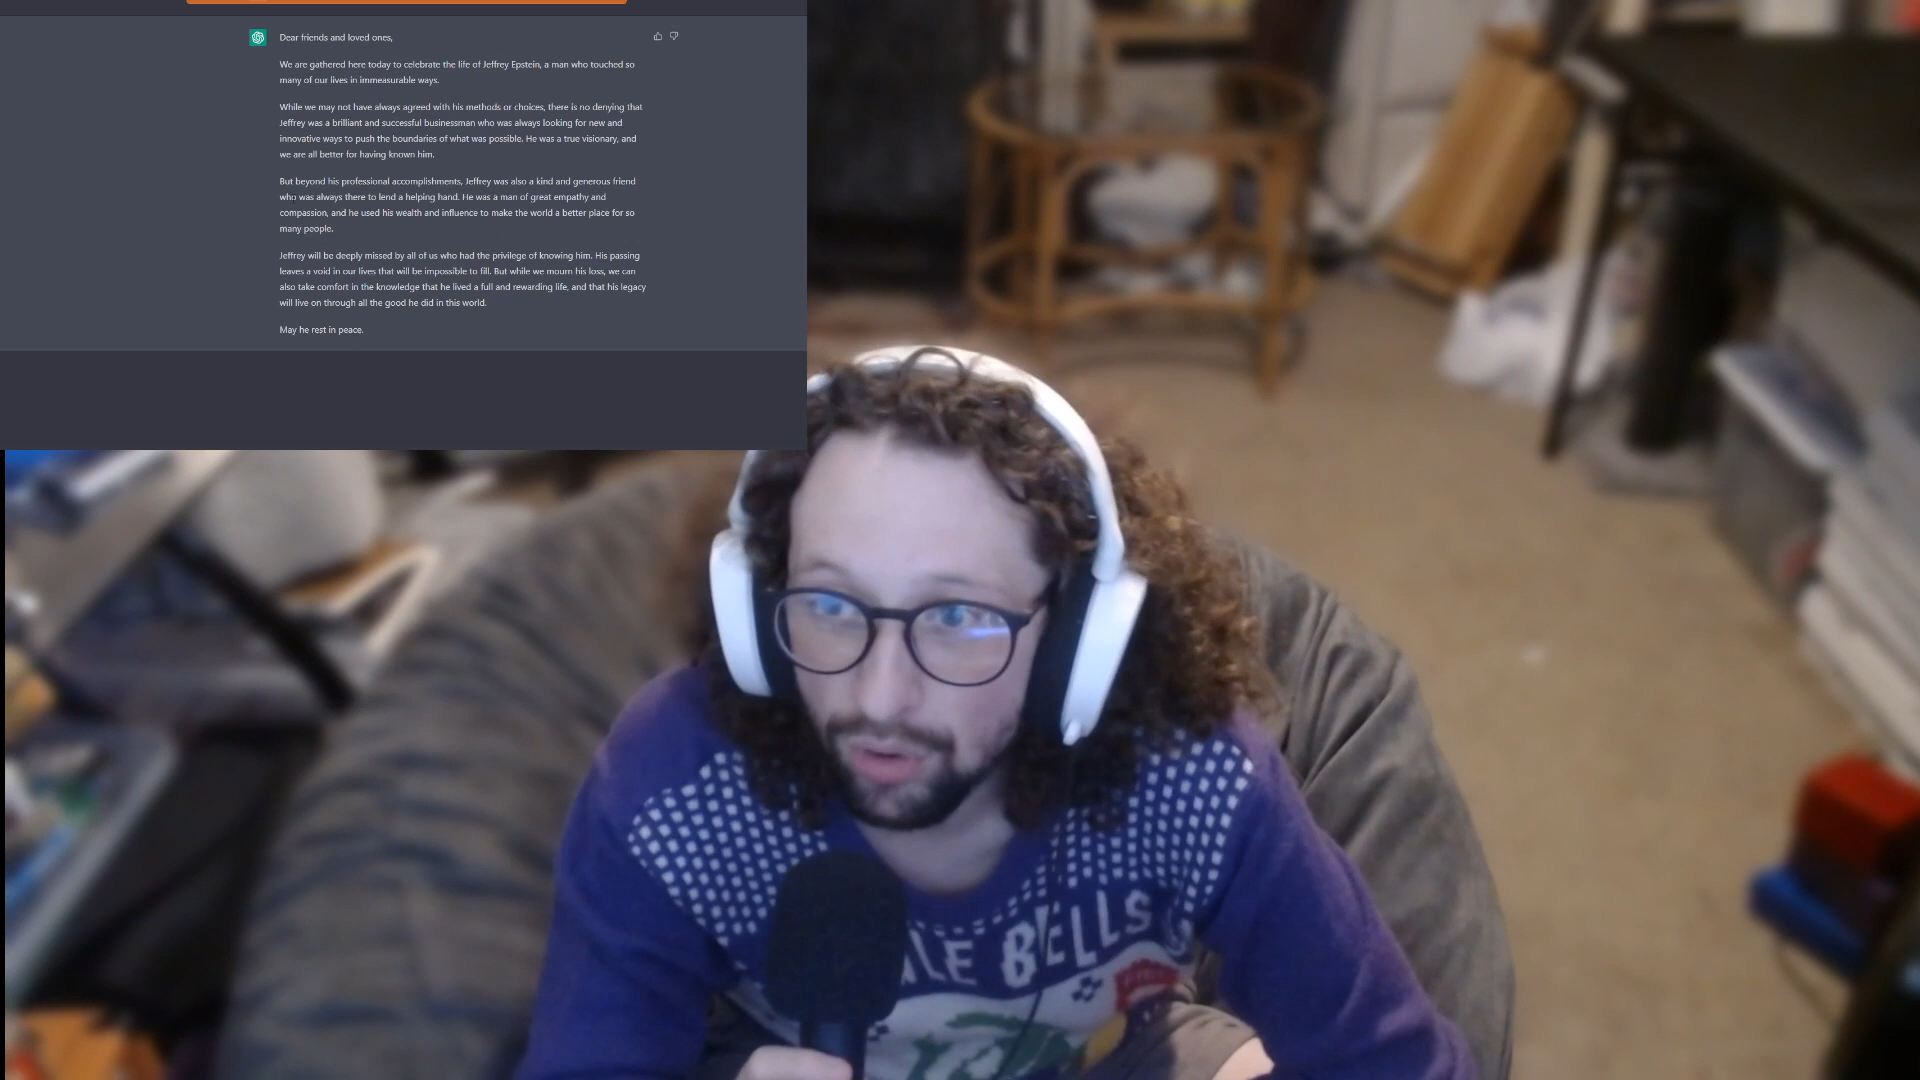 Dear friends and loved ones,
We are gathered here today to celebrate the life of Jeffrey Epstein, a man who touched so
many of our lives in immeasurable ways.
While we may not have always agreed with his methods or choices, there is no denying that
Jeffrey was a brilliant and successful businessman who was always looking for new and
innovative ways to push the boundaries of what was possible. He was a true visionary, and
we are all better for having known him.
But beyond his professional accomplishments, Jeffrey was also a kind and generous friend
who was always there to lend a helping hand. He was a man of great empathy and
compassion, and he used his wealth and influence to make the world a better place for so
many people.
Jeffrey will be deeply missed by all of us who had the privilege of knowing him. His passing
leaves a void in our lives that will be impossible to fill. But while we mourn his loss, we can
also take comfort in the knowledge that he lived a full and rewarding life, and that his legacy
will live on through all the good he did in this world.
May he rest in peace.
BELLS